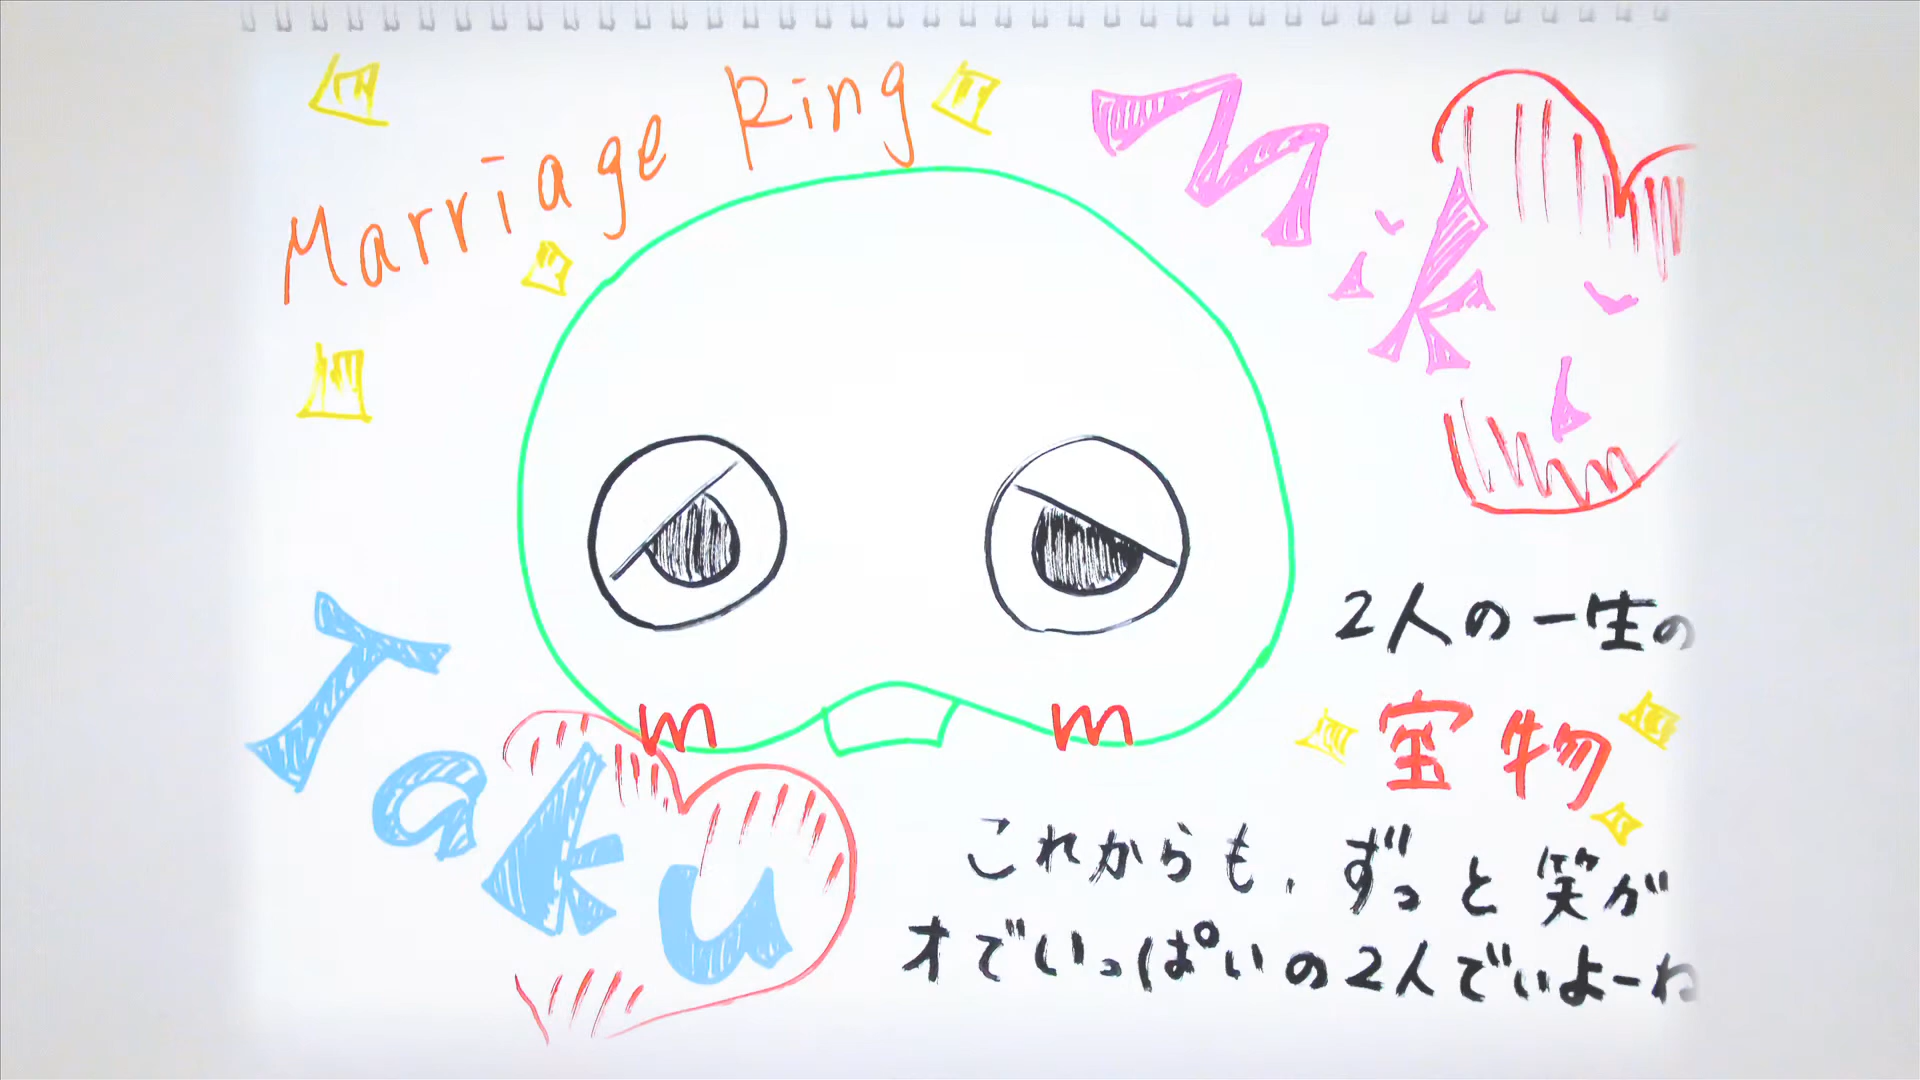 Marriage Ring
Miki
Taku
2人の一生の
宝物
これからも、ずっと笑が
オでいっぱいの2人でいよーね